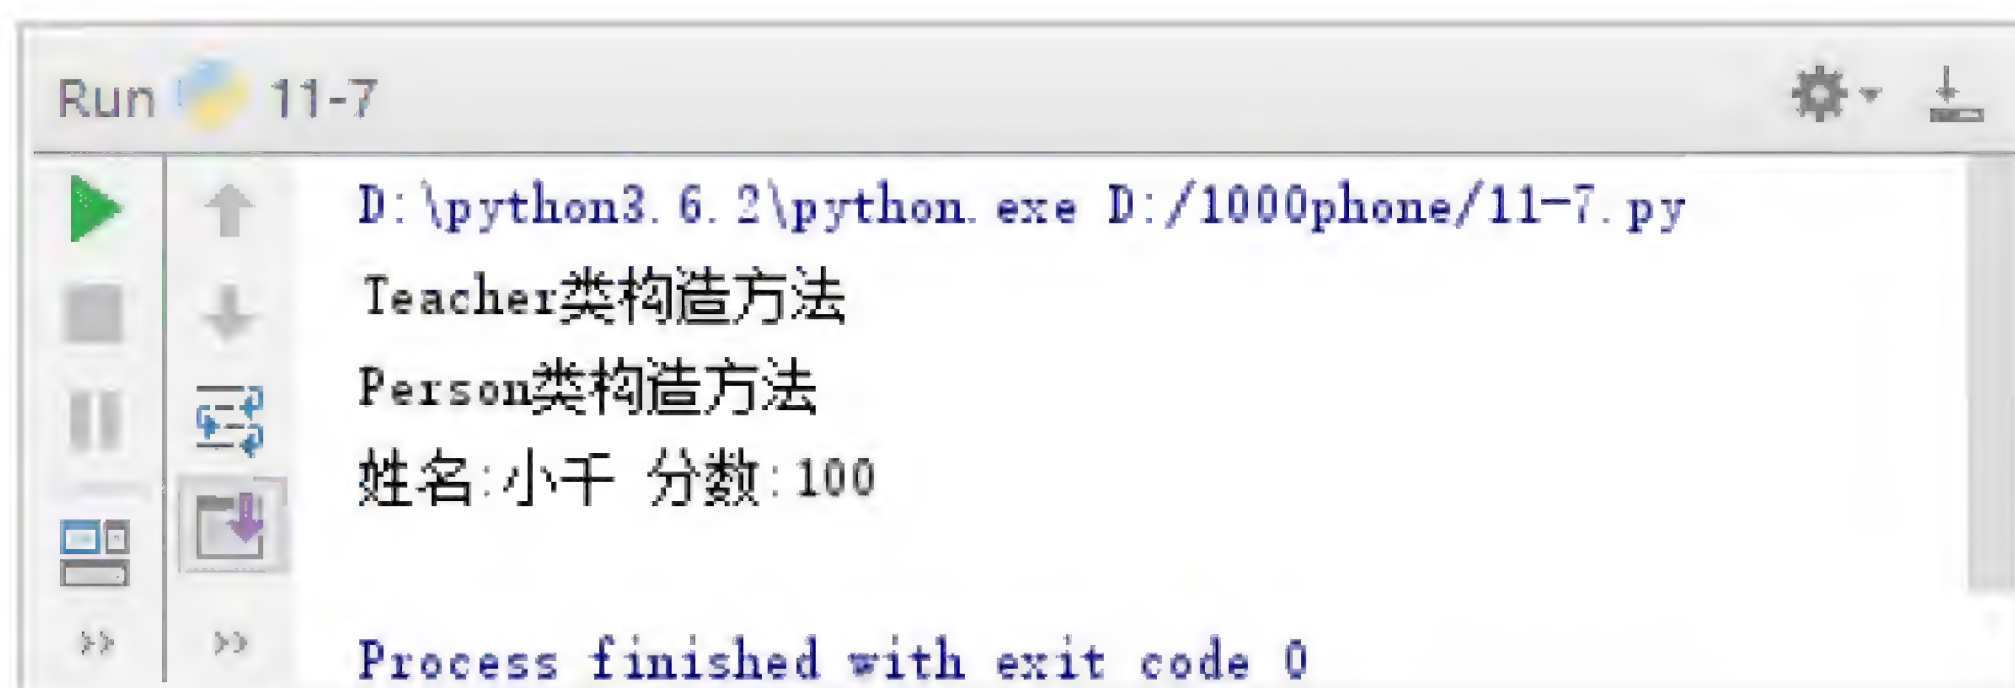 Run 11-7
D:\python3.6.2\python.exe D:/1000phone/11-7.py
Teacher类构造方法
Person类构造方法
姓名:小千 分数:100
Process finished with exit code 0